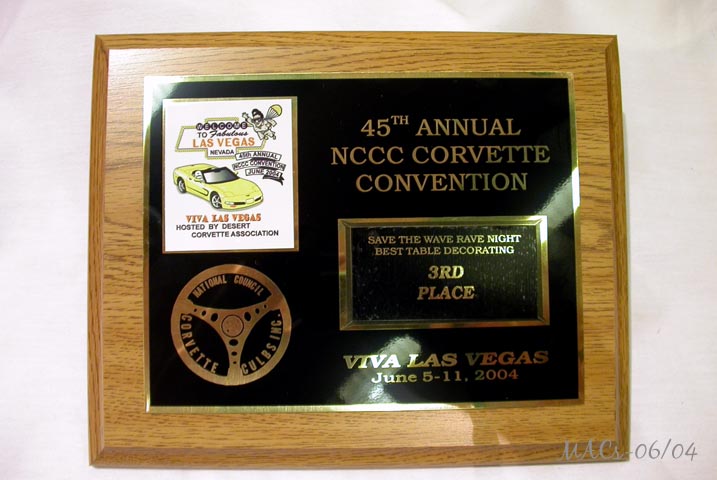 WELCOME
TO Fabulous
LAS VEGAS
NEVADA
45th ANNUAL
NCCC CONVENTION
JUNE 2004
VIVA LAS VEGAS
HOSTED BY DESERT
CORVETTE ASSOCIATION
NATIONAL COUNCIL
CORVETTE CULBS INC.
45TH ANNUAL
NCCC CORVETTE
CONVENTION
SAVE THE WAVE RAVE NIGHT
BEST TABLE DECORATING
3RD
PLACE
VIVA LAS VEGAS
June 5-11, 2004
MACs-06/04